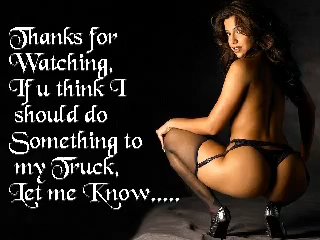 Thanks for
Watching,
If u think I
should do
Something to
my Truck,
Let me Know.....